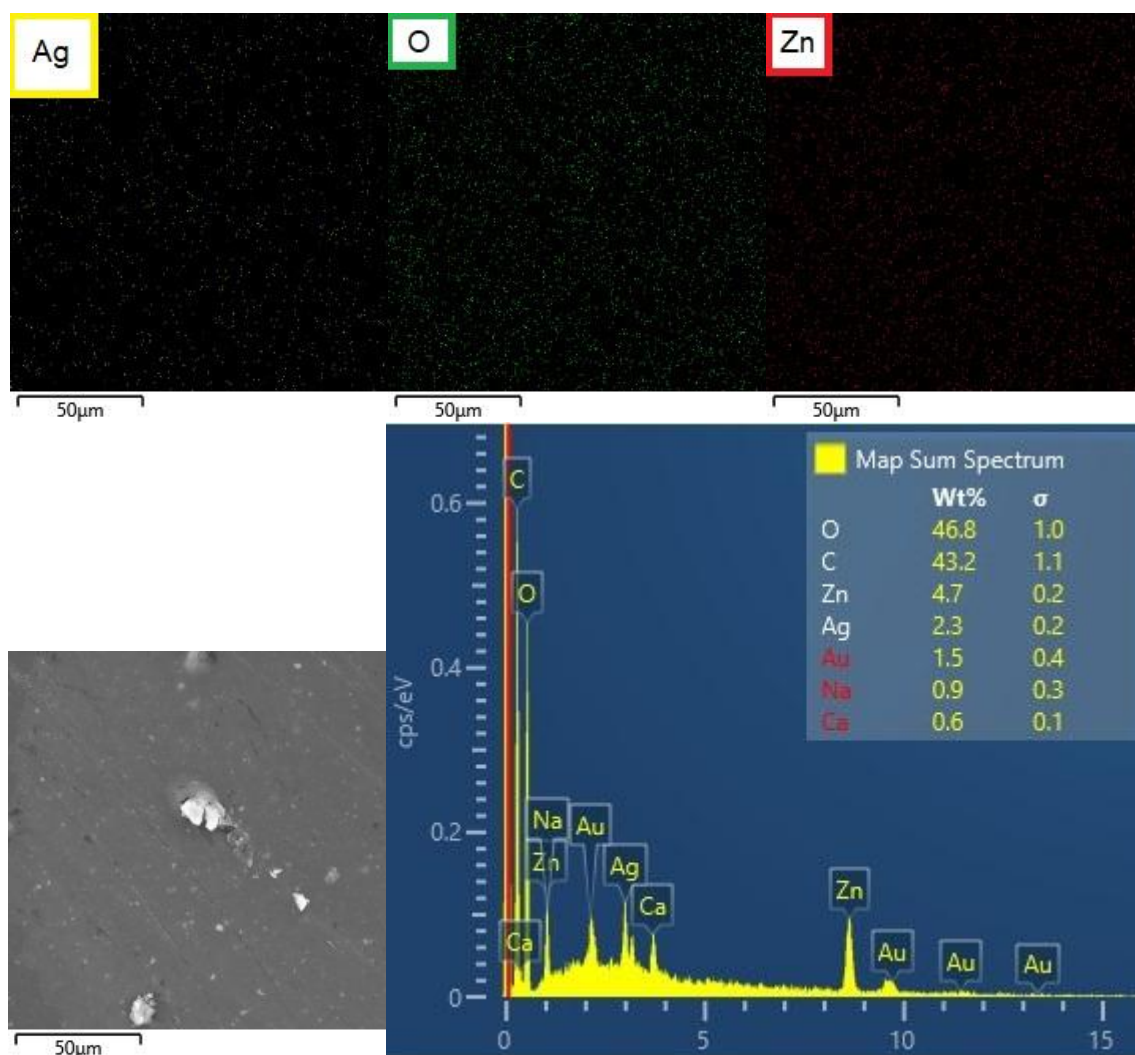 Ag
O
Zn
50µm
50µm
50µm
Map Sum Spectrum
Wt% σ
O 46.8 1.0
C 43.2 1.1
Zn 4.7 0.2
Ag 2.3 0.2
Au 1.5 0.4
Na 0.9 0.3
Ca 0.6 0.1
cps/eV
0.6
0.4
0.2
0
C
O
Na
Au
Zn
Ag
Ca
Ca
Zn
Au
Au
Au
0 5 10 15
50µm